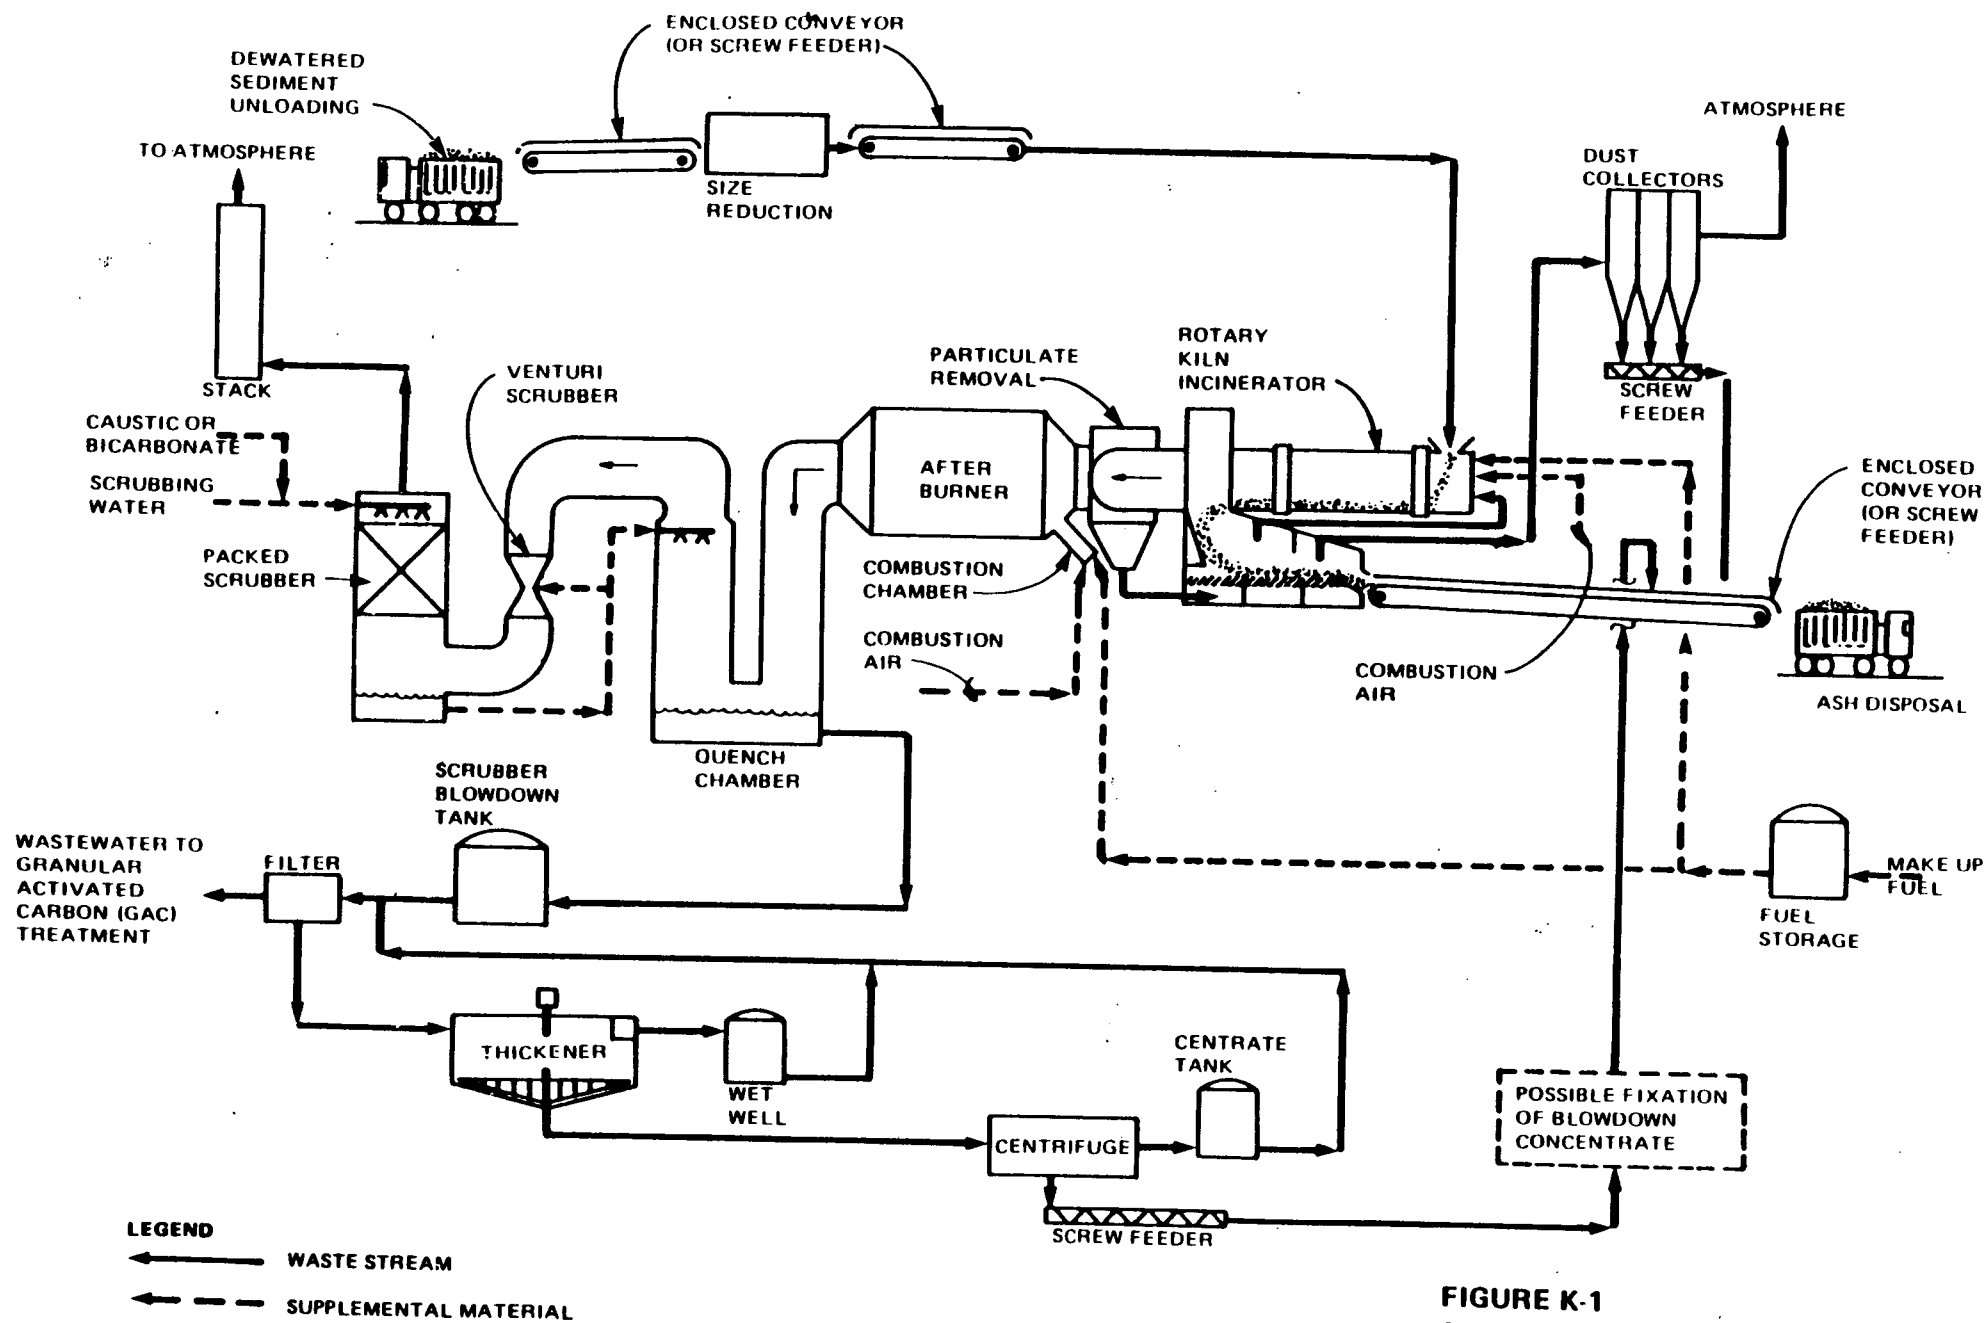 ENCLOSED CONVEYOR
(OR SCREW FEEDER)
DEWATERED
SEDIMENT
UNLOADING
TO ATMOSPHERE
SIZE
REDUCTION
ATMOSPHERE
DUST
COLLECTORS
SCREW
FEEDER
STACK
VENTURI
SCRUBBER
PARTICULATE
REMOVAL
ROTARY
KILN
INCINERATOR
CAUSTIC OR
BICARBONATE
SCRUBBING
WATER
PACKED
SCRUBBER
AFTER
BURNER
ENCLOSED
CONVEYOR
(OR SCREW
FEEDER)
COMBUSTION
CHAMBER
COMBUSTION
AIR
COMBUSTION
AIR
ASH DISPOSAL
QUENCH
CHAMBER
SCRUBBER
BLOWDOWN
TANK
WASTEWATER TO
GRANULAR
ACTIVATED
CARBON (GAC)
TREATMENT
FILTER
MAKE UP
FUEL
FUEL
STORAGE
THICKENER
WET
WELL
CENTRATE
TANK
CENTRIFUGE
POSSIBLE FIXATION
OF BLOWDOWN
CONCENTRATE
SCREW FEEDER
LEGEND
WASTE STREAM
SUPPLEMENTAL MATERIAL
FIGURE K-1